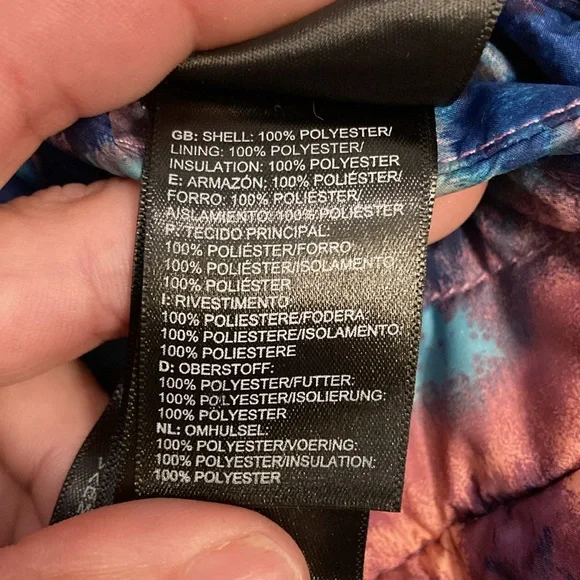 GB: SHELL: 100% POLYESTER/
LINING: 100% POLYESTER/
INSULATION: 100% POLYESTER
E: ARMAZÓN: 100% POLIÉSTER/
FORRO: 100% POLIÉSTER/
AISLAMIENTO: 100% POLIÉSTER
P: TECIDO PRINCIPAL:
100% POLIÉSTER/FORRO:
100% POLIÉSTER/ISOLAMENTO:
100% POLIÉSTER
I: RIVESTIMENTO:
100% POLIESTERE/FODERA:
100% POLIESTERE/ISOLAMENTO:
100% POLIESTERE
D: OBERSTOFF:
100% POLYESTER/FUTTER:
100% POLYESTER/ISOLIERUNG:
100% POLYESTER
NL: OMHULSEL:
100% POLYESTER/VOERING:
100% POLYESTER/INSULATION:
100% POLYESTER